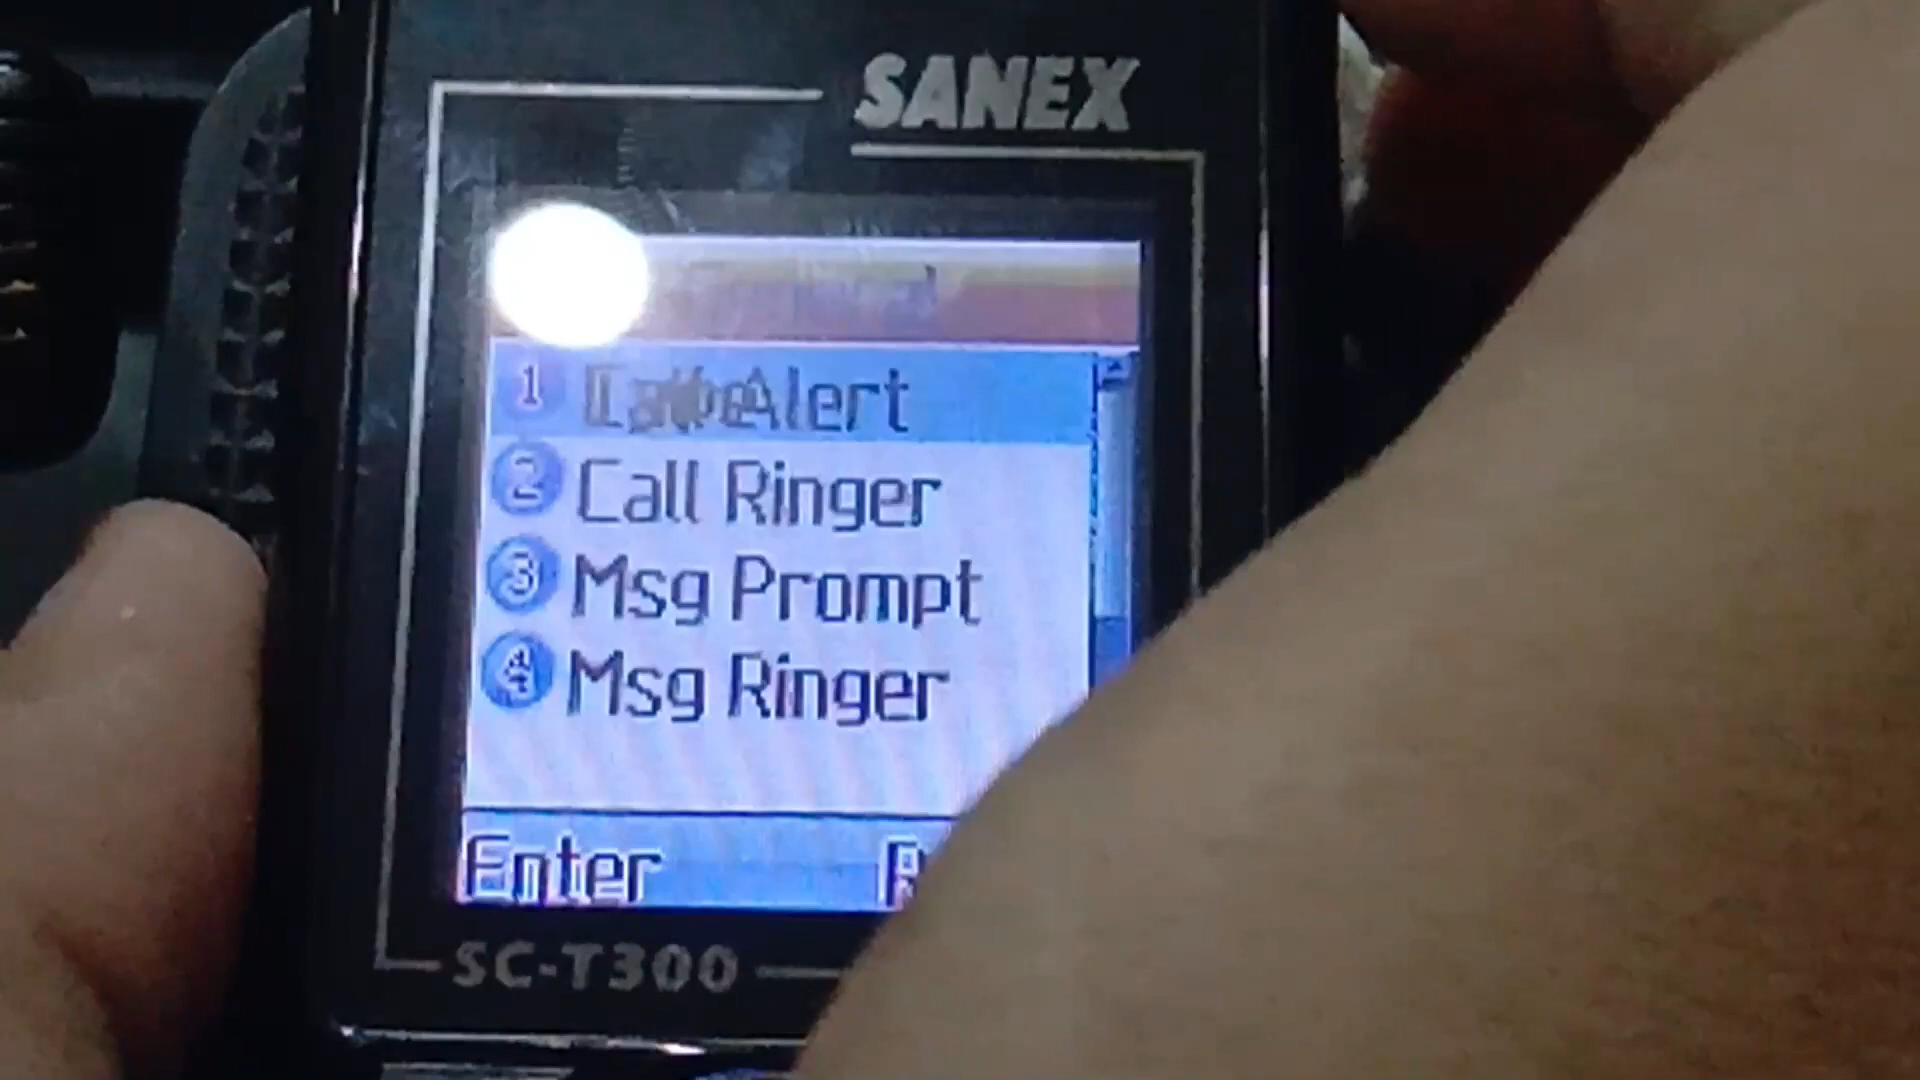 SANEX
1 Alert
2 Call Ringer
3 Msg Prompt
4 Msg Ringer
Enter
SC-T300